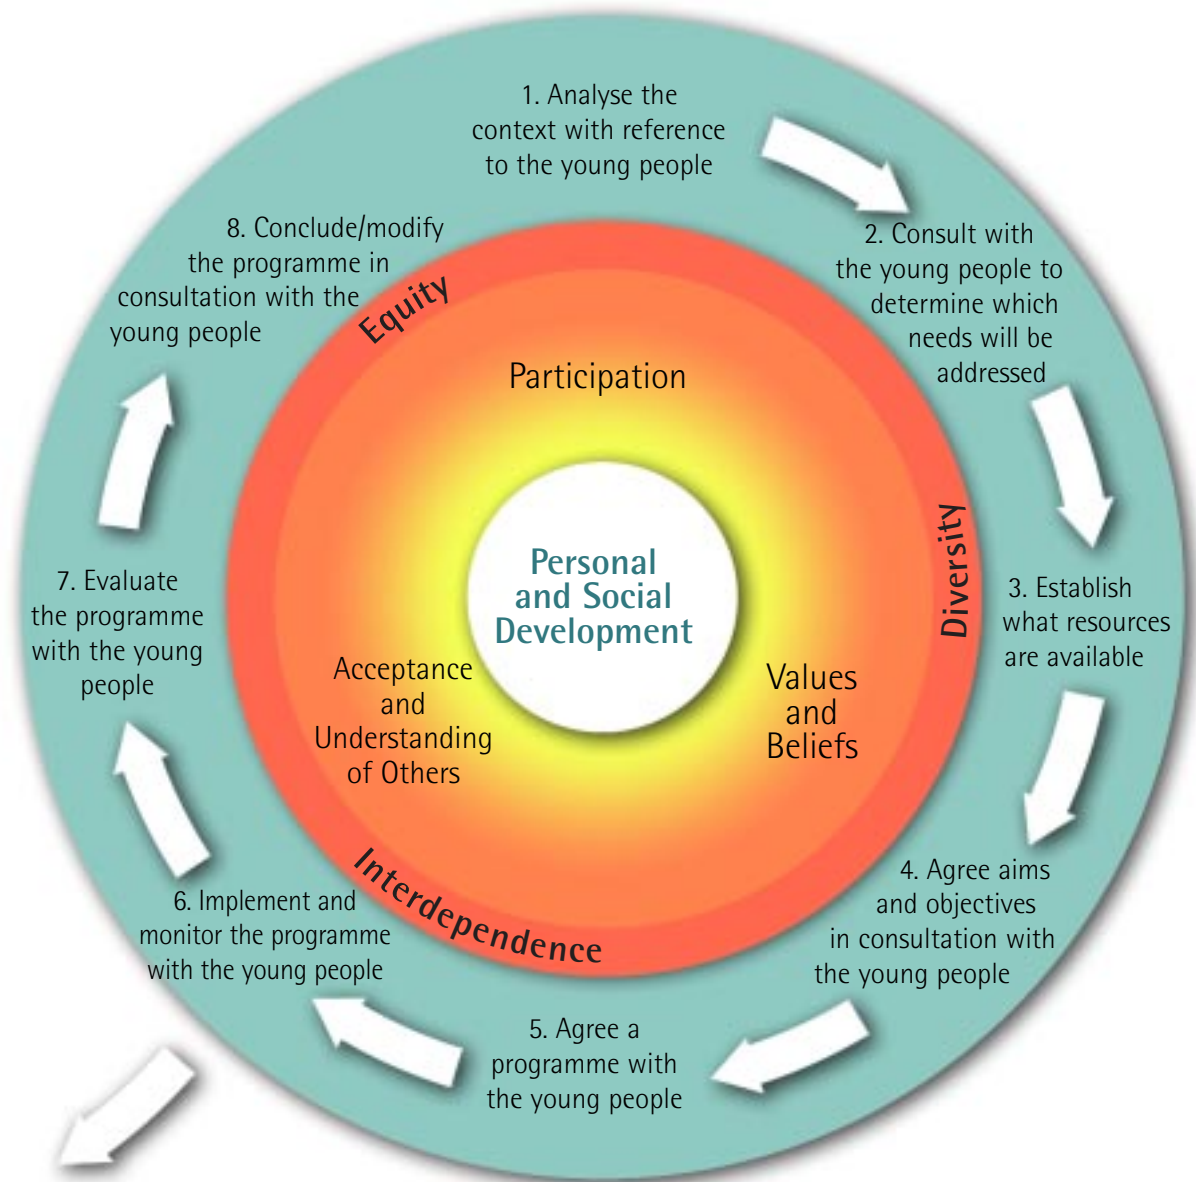 1. Analyse the
context with reference
to the young people
2. Consult with
the young people to
determine which
needs will be
addressed
3. Establish
what resources
are available
4. Agree aims
and objectives
in consultation with
the young people
5. Agree a
programme with
the young people
6. Implement and
monitor the programme
with the young people
7. Evaluate
the programme
with the young
people
8. Conclude/modify
the programme in
consultation with the
young people
Equity
Diversity
Interdependence
Participation
Values
and
Beliefs
Acceptance
and
Understanding
of Others
Personal
and Social
Development